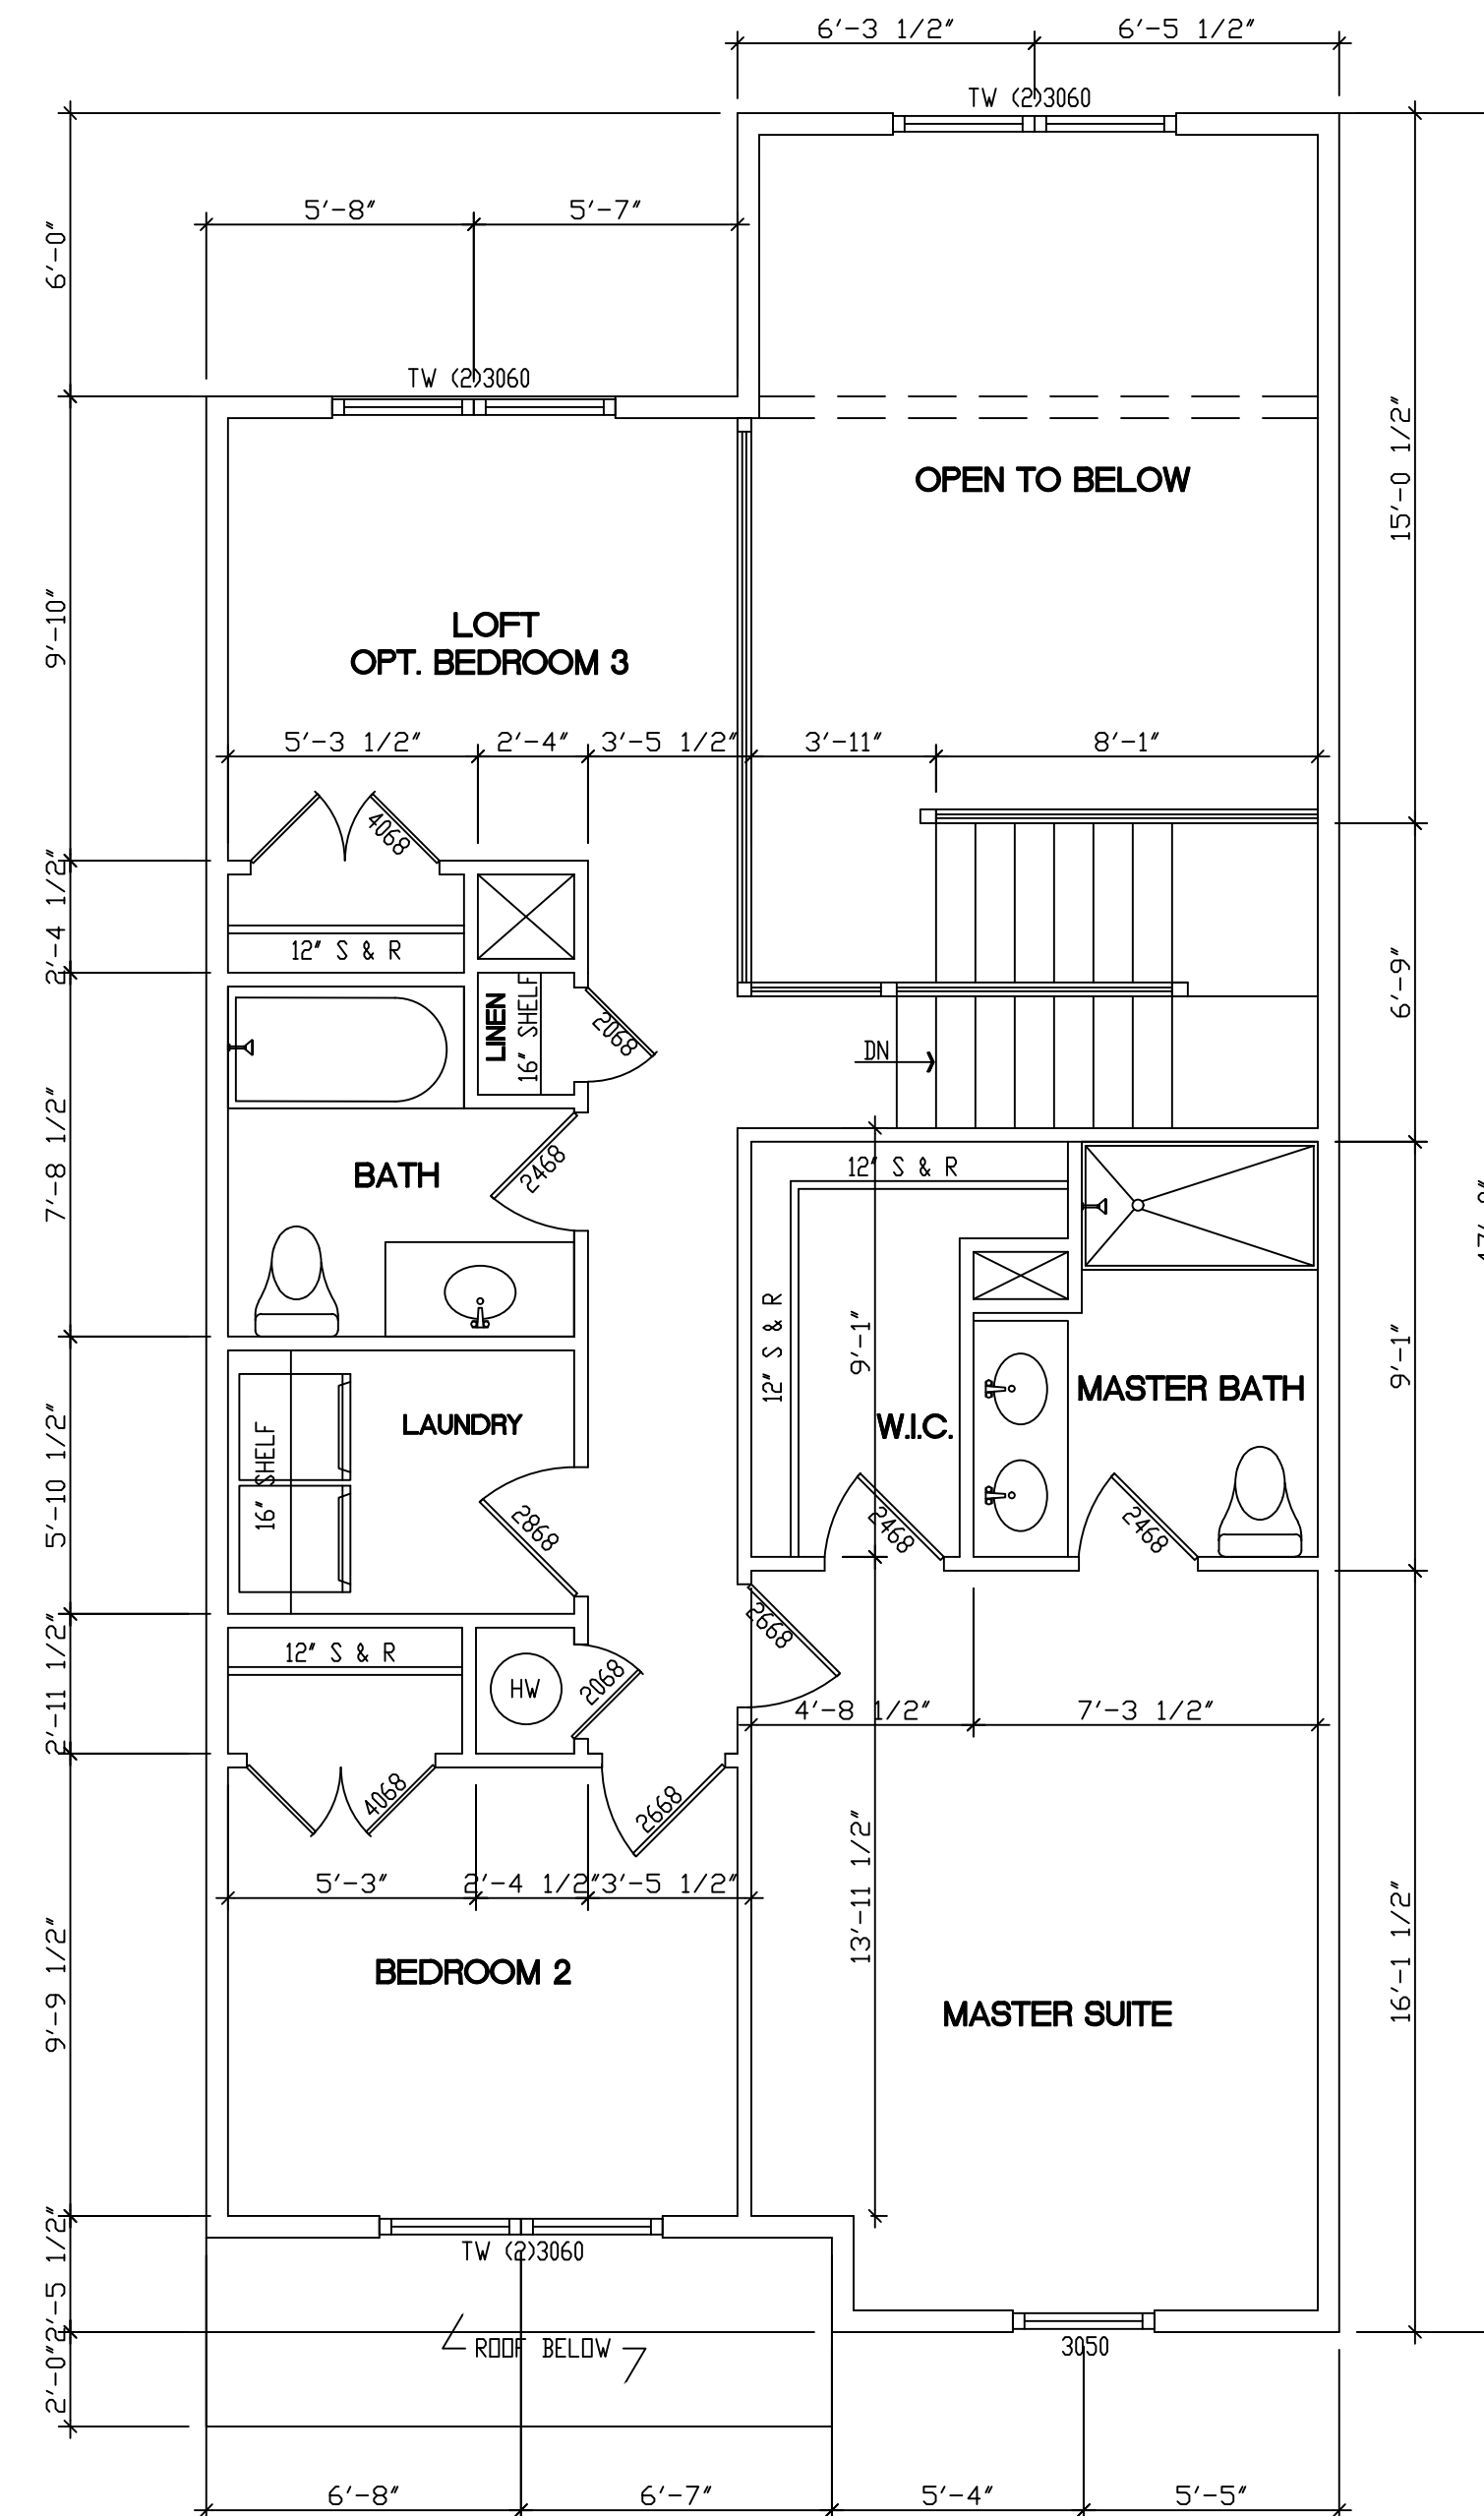 6'-3 1/2"
6'-5 1/2"
TW (2)3060
5'-8"
5'-7"
6'-0"
TW (2)3060
OPEN TO BELOW
15'-0 1/2"
LOFT
OPT. BEDROOM 3
9'-10"
5'-3 1/2"
2'-4"
3'-5 1/2"
3'-11"
8'-1"
4068
2'-4 1/2"
12" S & R
LINEN
16" SHELF
2068
DN
6'-9"
7'-8 1/2"
BATH
2468
12" S & R
12" S & R
9'-1"
9'-1"
MASTER BATH
W.I.C.
LAUNDRY
16" SHELF
5'-10 1/2"
2868
2468
2468
2668
12" S & R
HW
2068
2'-11 1/2"
4'-8 1/2"
7'-3 1/2"
4068
2668
13'-11 1/2"
5'-3"
2'-4 1/2"
3'-5 1/2"
9'-9 1/2"
16'-1 1/2"
BEDROOM 2
MASTER SUITE
2'-5 1/2"
TW (2)3060
ROOF BELOW
3050
2'-0"
6'-8"
6'-7"
5'-4"
5'-5"